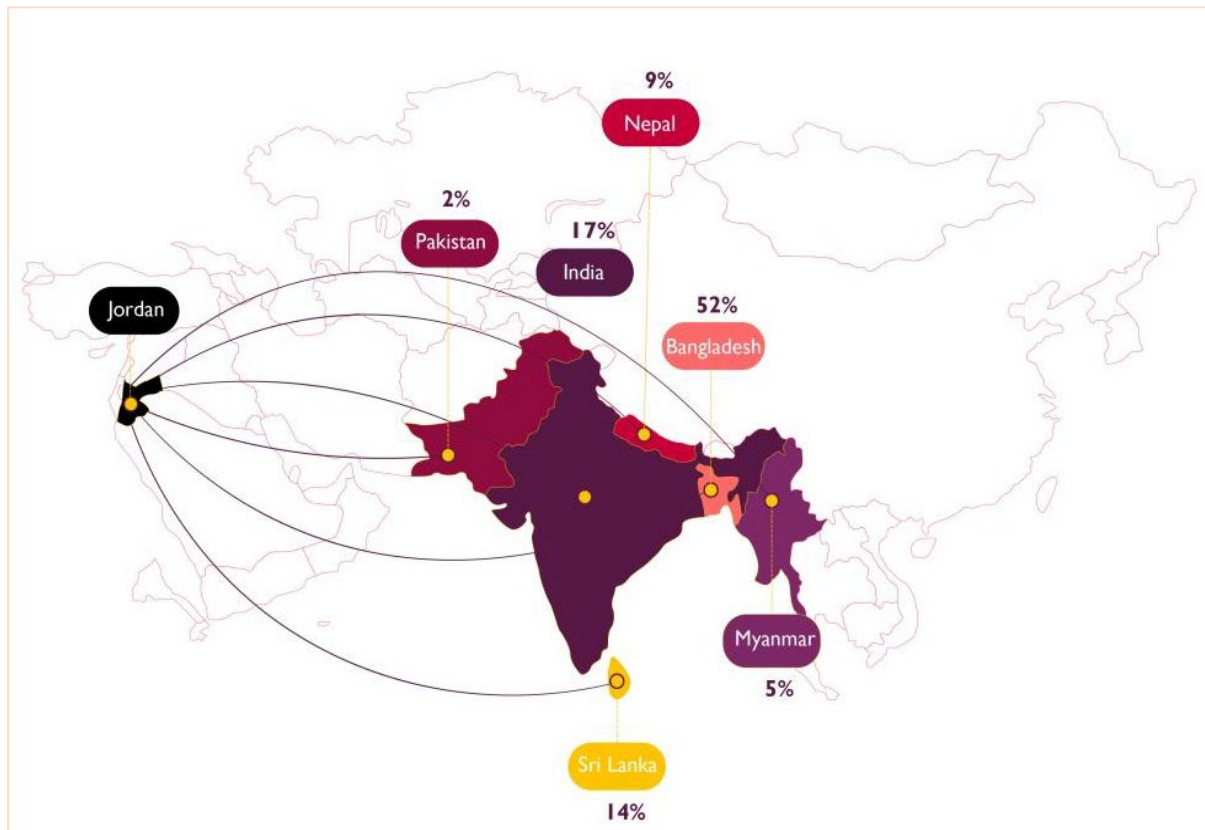 9%
Nepal
2%
Pakistan
17%
India
Jordan
52%
Bangladesh
Myanmar
5%
Sri Lanka
14%